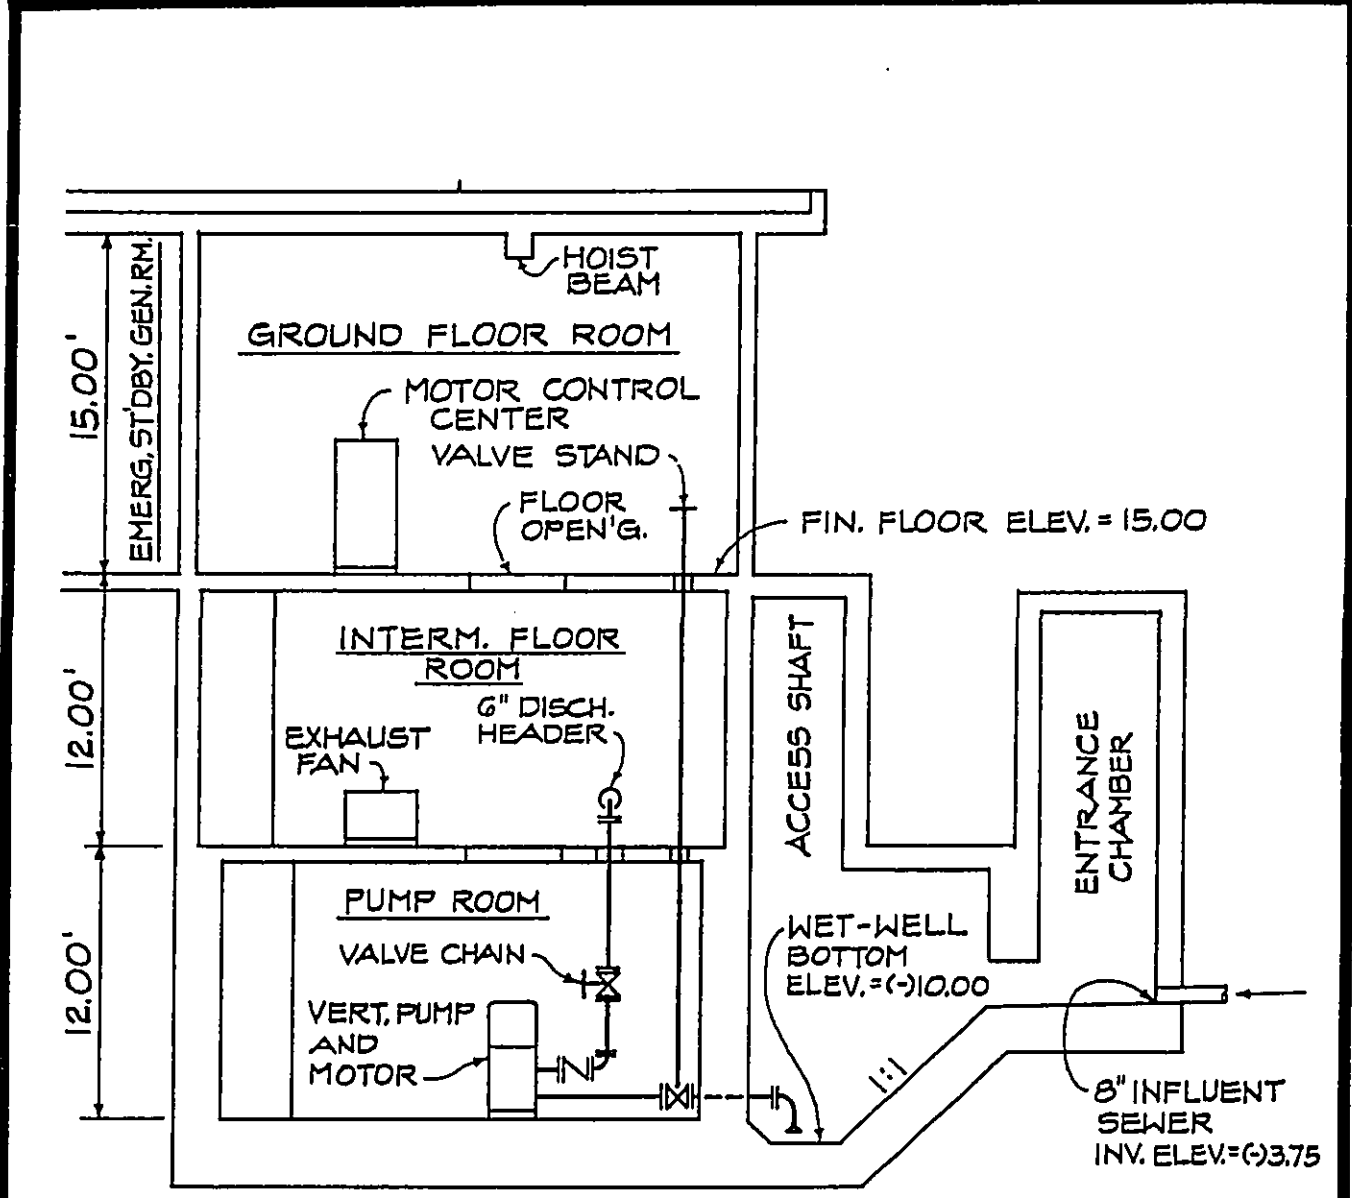 HOIST
BEAM
EMERG. ST'DBY. GEN. RM.
15.00'
GROUND FLOOR ROOM
MOTOR CONTROL
CENTER
VALVE STAND
FLOOR
OPEN'G.
FIN. FLOOR ELEV. = 15.00
12.00'
INTERM. FLOOR
ROOM
6" DISCH.
HEADER
EXHAUST
FAN
ACCESS SHAFT
ENTRANCE
CHAMBER
12.00'
PUMP ROOM
VALVE CHAIN
VERT. PUMP
AND
MOTOR
WET-WELL
BOTTOM
ELEV.=(-)10.00
1:1
8" INFLUENT
SEWER
INV. ELEV.=(-)3.75